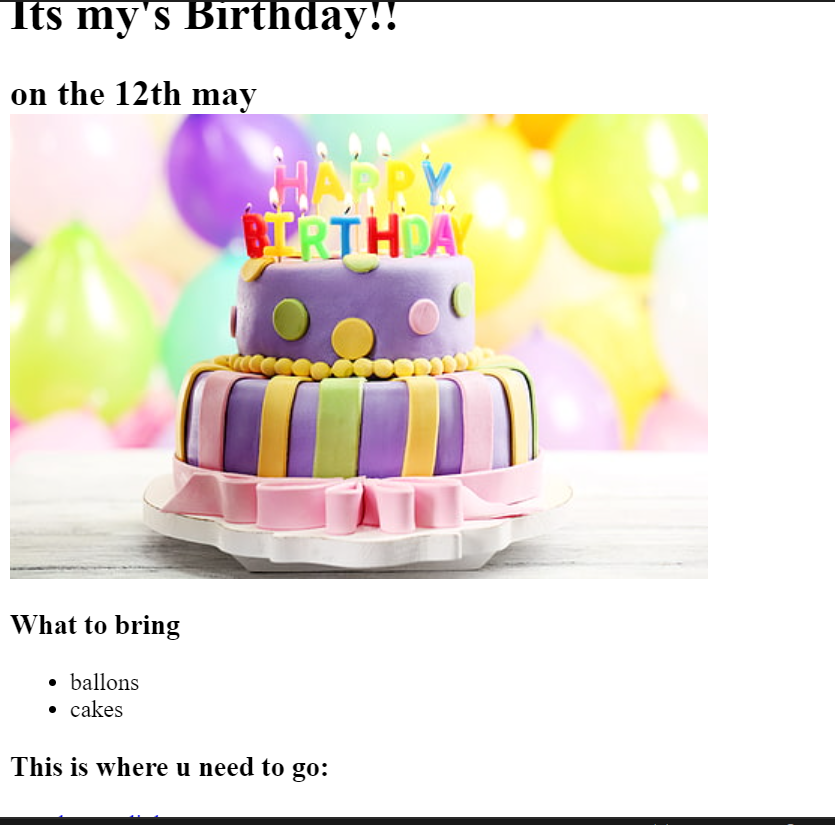 Its my's Birthday!!
on the 12th may
HAPPY
BIRTHDAY
What to bring
ballons
cakes
This is where u need to go: